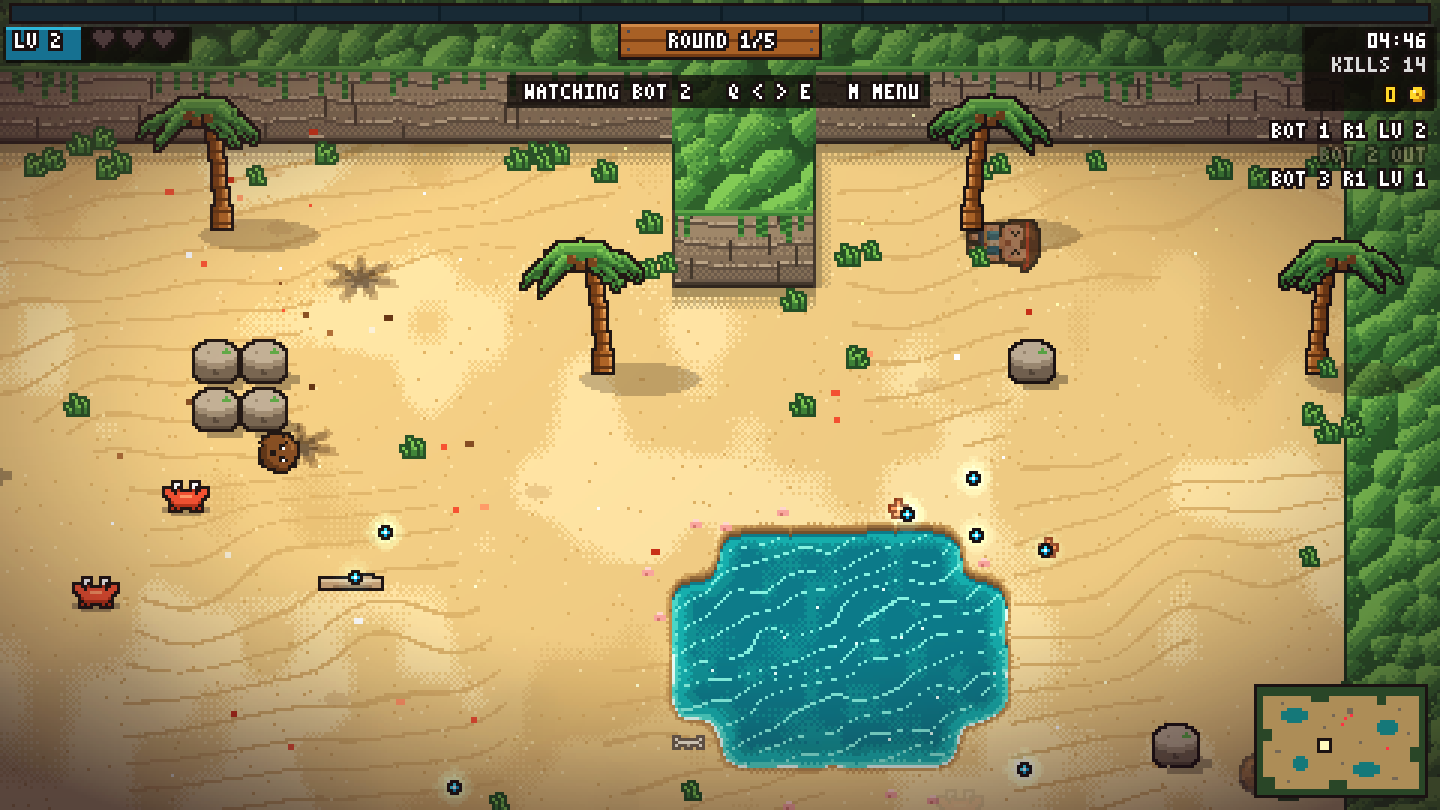 LV 2
ROUND 1/5
04:46
KILLS 14
0
WATCHING BOT 2 Q < > E M MENU
BOT 1 R1 LV 2
BOT 2 OUT
BOT 3 R1 LV 1